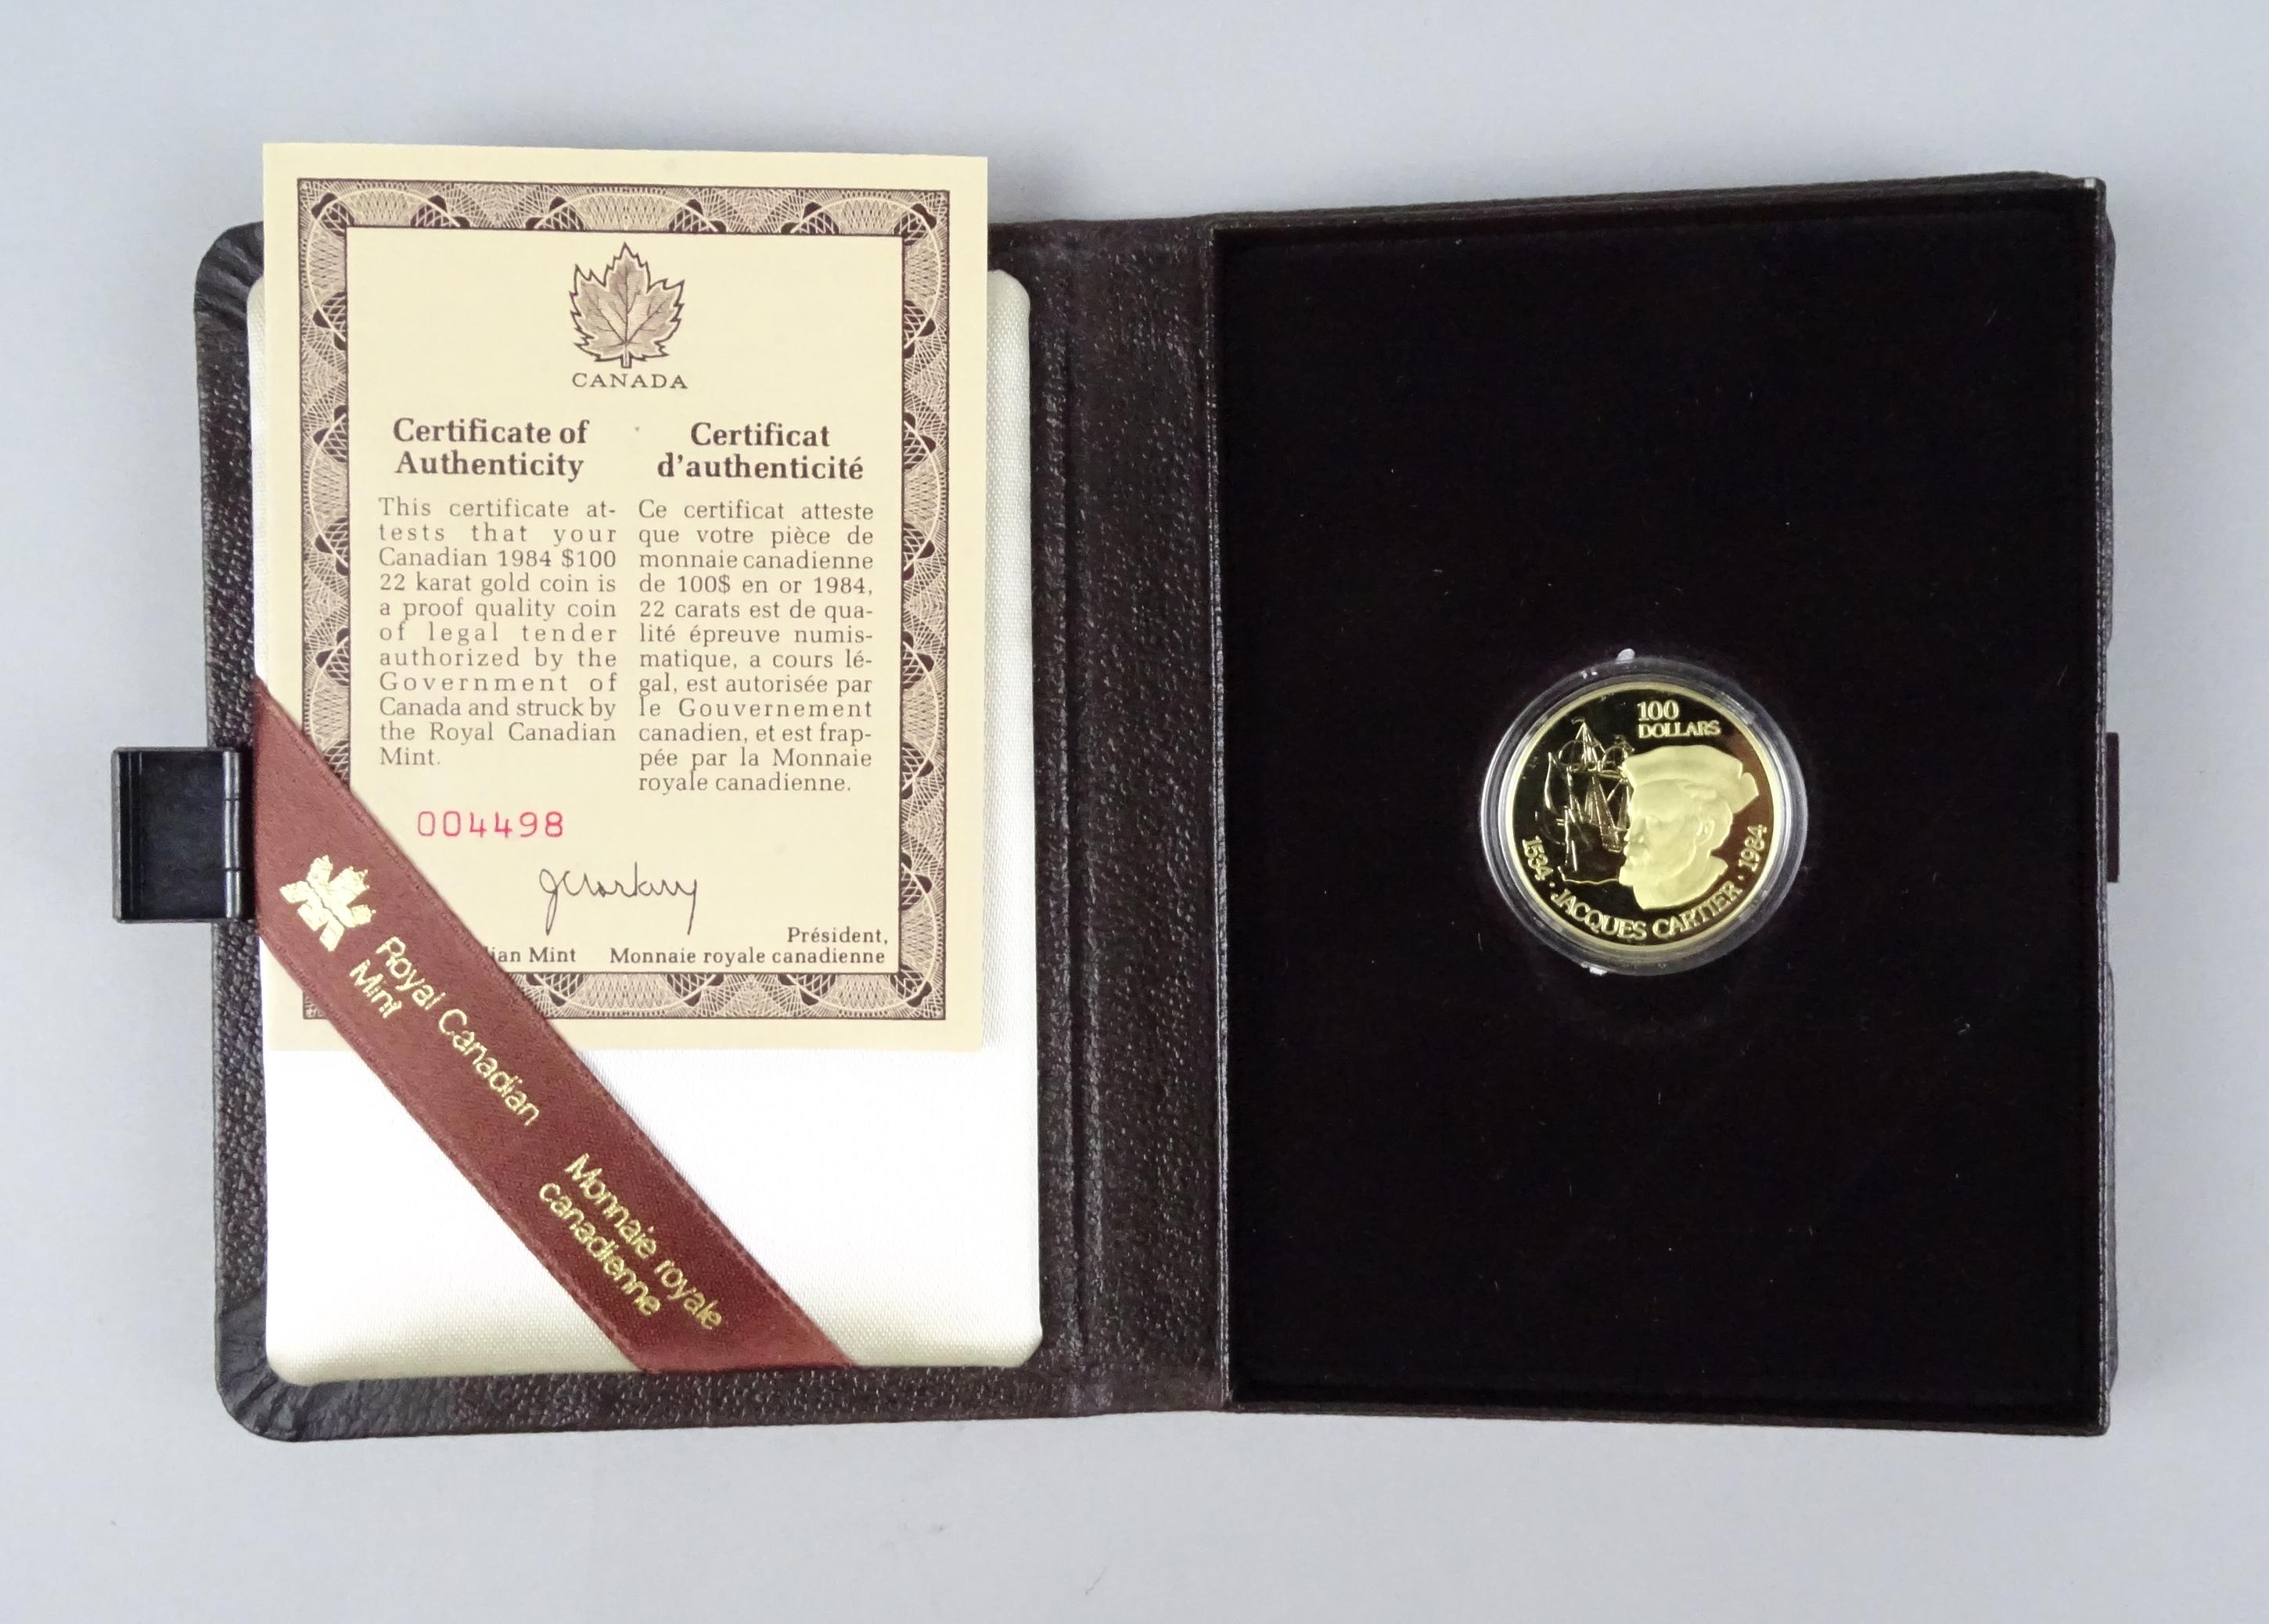 CANADA
Certificate of
Authenticity
This certificate at-
tests that your
Canadian 1984 $100
22 karat gold coin is
a proof quality coin
of legal tender
authorized by the
Government of
Canada and struck by
the Royal Canadian
Mint.
Certificat
d'authenticité
Ce certificat atteste
que votre pièce de
monnaie canadienne
de 100$ en or 1984,
22 carats est de qua-
lité épreuve numis-
matique, a cours lé-
gal, est autorisée par
le Gouvernement
canadien, et est frap-
pée par la Monnaie
royale canadienne.
004498
Président,
ian Mint Monnaie royale canadienne
Royal Canadian
Mint
Monnaie royale
canadienne
100
DOLLARS
1534 · JACQUES CARTIER · 1984